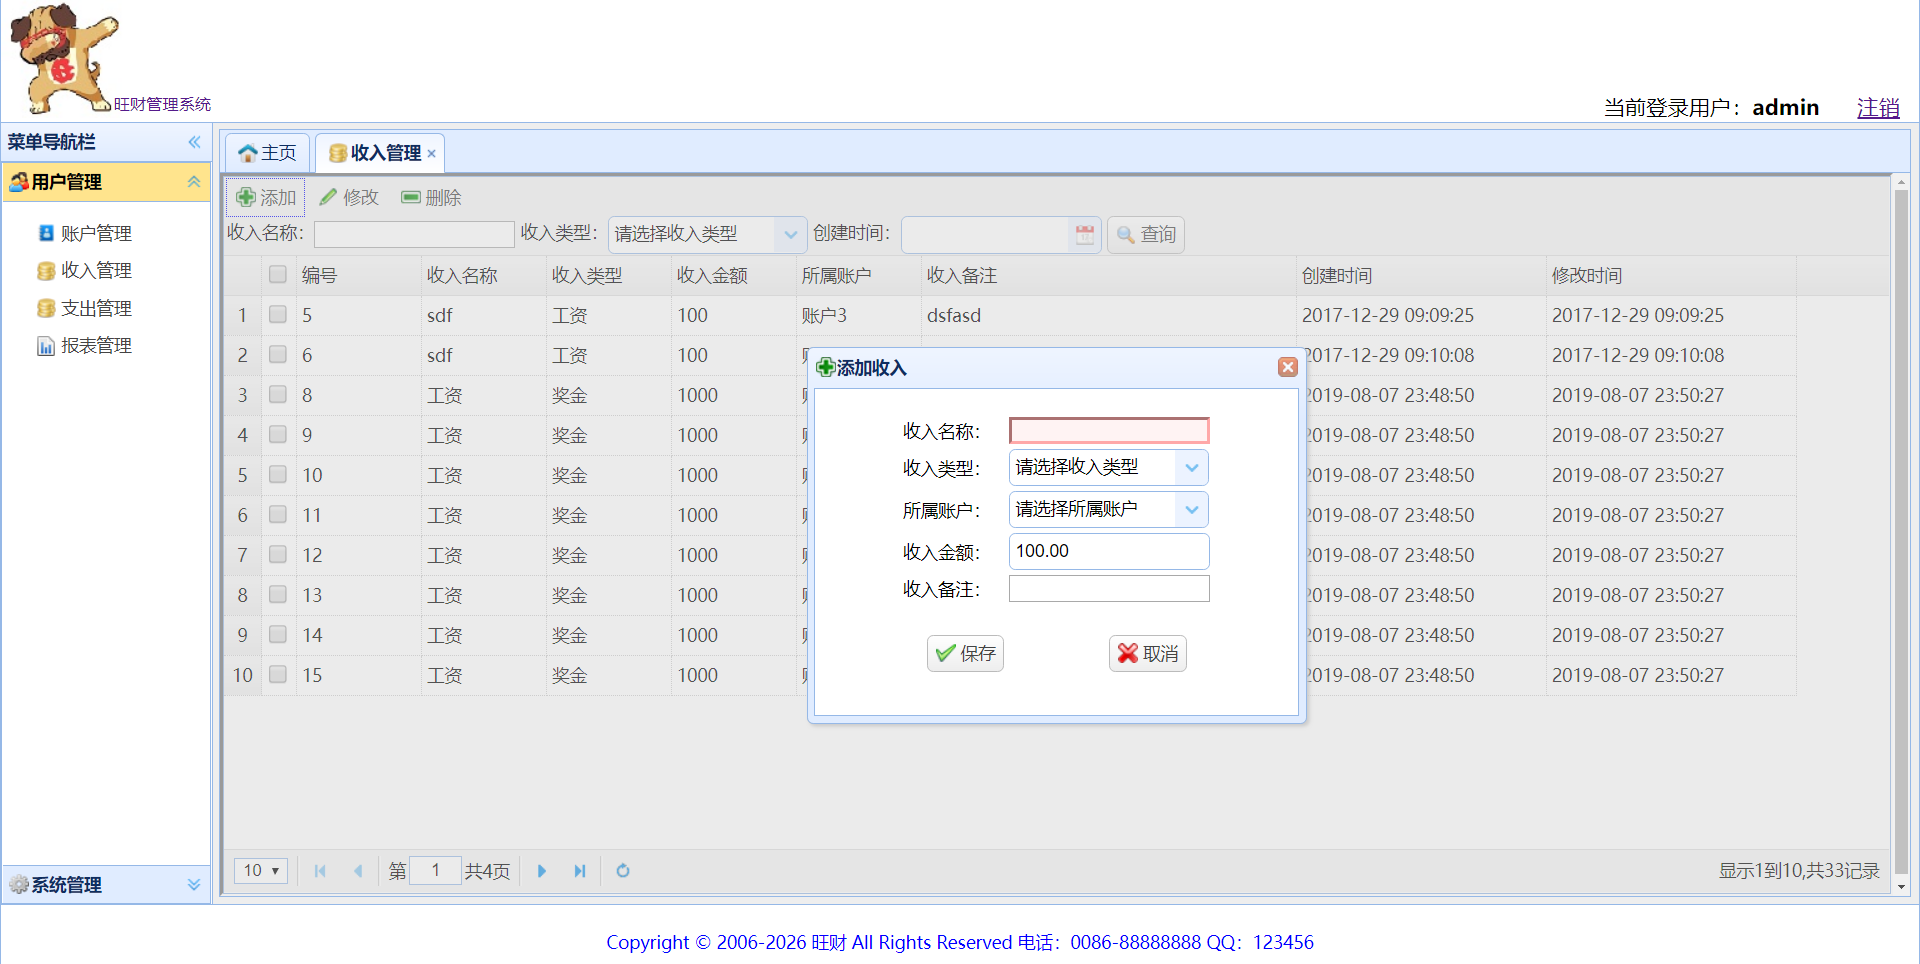 旺财管理系统
当前登录用户：admin 注销
菜单导航栏
用户管理
账户管理
收入管理
支出管理
报表管理
系统管理
主页 收入管理
添加 修改 删除
收入名称： 收入类型：请选择收入类型 创建时间： 查询
编号 收入名称 收入类型 收入金额 所属账户 收入备注 创建时间 修改时间
1 5 sdf 工资 100 账户3 dsfasd 2017-12-29 09:09:25 2017-12-29 09:09:25
2 6 sdf 工资 100 2017-12-29 09:10:08 2017-12-29 09:10:08
3 8 工资 奖金 1000 2019-08-07 23:48:50 2019-08-07 23:50:27
4 9 工资 奖金 1000 2019-08-07 23:48:50 2019-08-07 23:50:27
5 10 工资 奖金 1000 2019-08-07 23:48:50 2019-08-07 23:50:27
6 11 工资 奖金 1000 2019-08-07 23:48:50 2019-08-07 23:50:27
7 12 工资 奖金 1000 2019-08-07 23:48:50 2019-08-07 23:50:27
8 13 工资 奖金 1000 2019-08-07 23:48:50 2019-08-07 23:50:27
9 14 工资 奖金 1000 2019-08-07 23:48:50 2019-08-07 23:50:27
10 15 工资 奖金 1000 2019-08-07 23:48:50 2019-08-07 23:50:27
添加收入
收入名称：
收入类型：请选择收入类型
所属账户：请选择所属账户
收入金额：100.00
收入备注：
保存 取消
10 第 1 共4页 显示1到10,共33记录
Copyright © 2006-2026 旺财 All Rights Reserved 电话：0086-88888888 QQ：123456